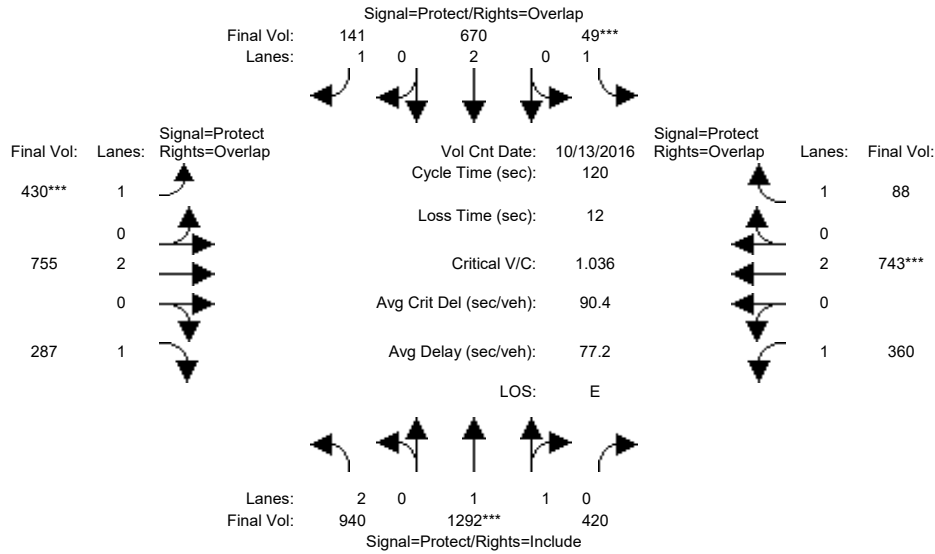 Signal=Protect/Rights=Overlap
Final Vol: 141 670 49***
Lanes: 1 0 2 0 1
Signal=Protect
Final Vol: Lanes: Rights=Overlap
Vol Cnt Date: 10/13/2016
Signal=Protect
Rights=Overlap Lanes: Final Vol:
Cycle Time (sec): 120
430*** 1
1 88
Loss Time (sec): 12
0
0
755 2
Critical V/C: 1.036
2 743***
0
Avg Crit Del (sec/veh): 90.4
0
287 1
Avg Delay (sec/veh): 77.2
1 360
LOS: E
Lanes: 2 0 1 1 0
Final Vol: 940 1292*** 420
Signal=Protect/Rights=Include